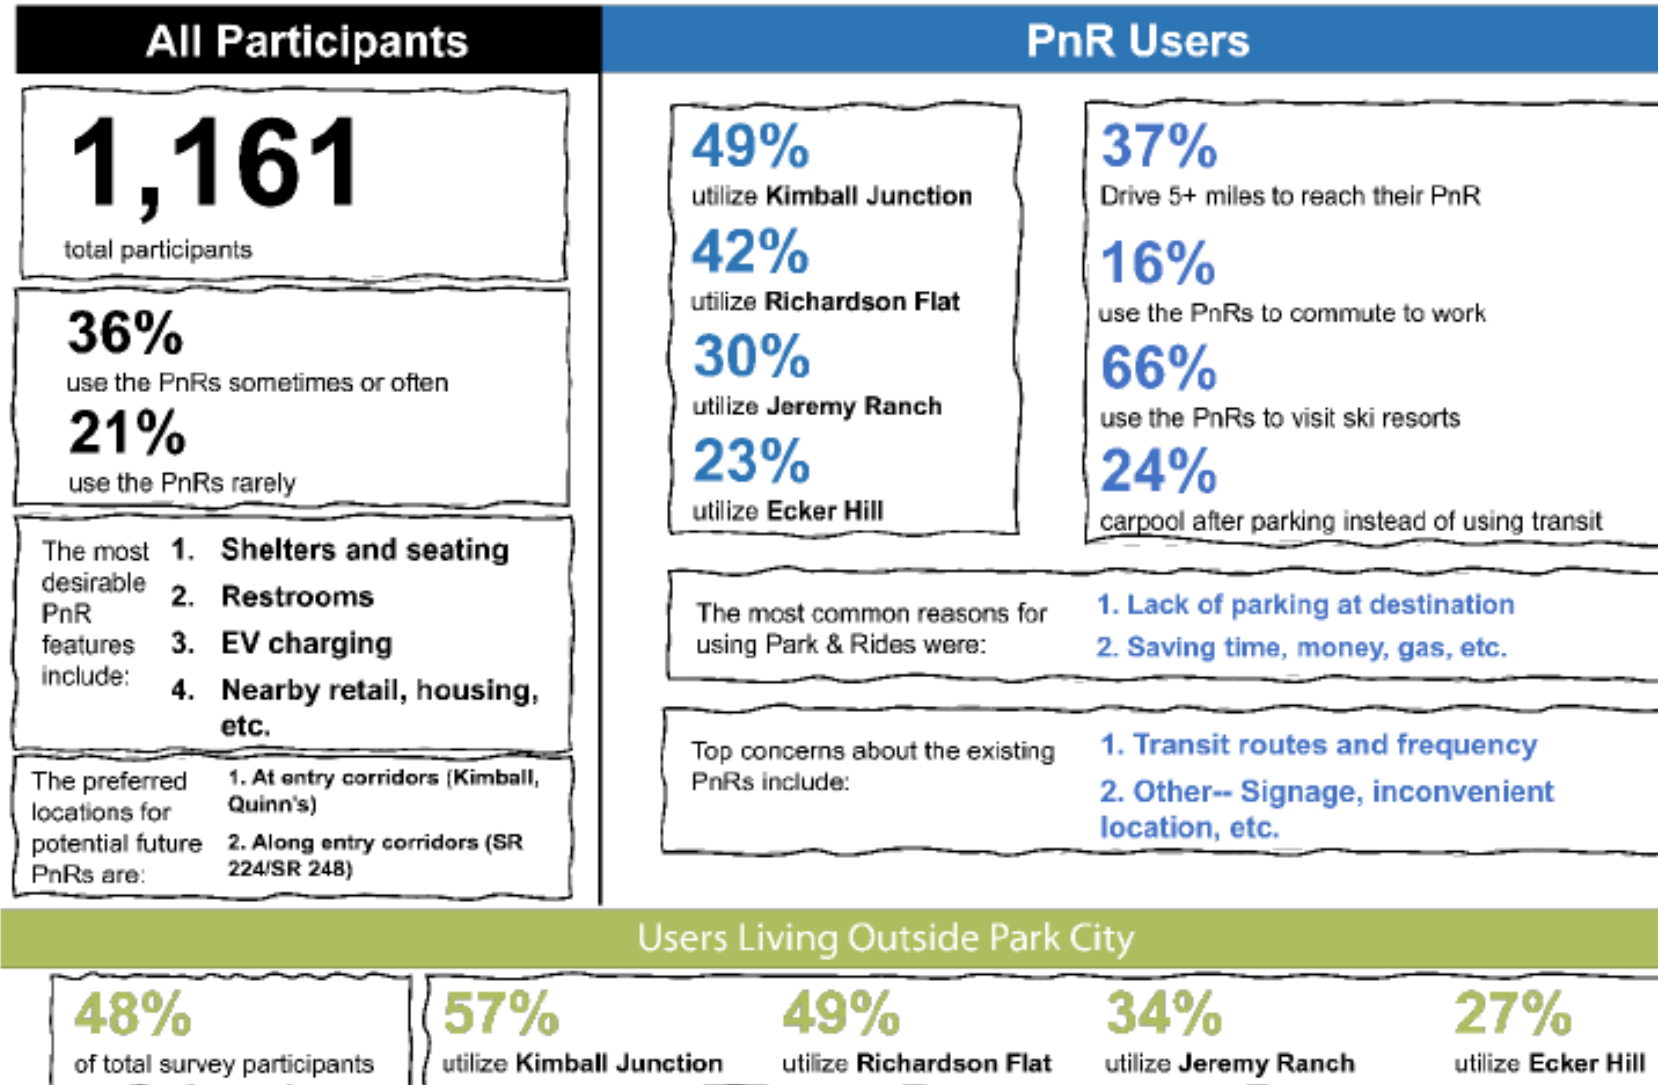 All Participants
1,161
total participants
36%
use the PnRs sometimes or often
21%
use the PnRs rarely
The most
desirable
PnR
features
include:
1. Shelters and seating
2. Restrooms
3. EV charging
4. Nearby retail, housing,
etc.
The preferred
locations for
potential future
PnRs are:
1. At entry corridors (Kimball,
Quinn's)
2. Along entry corridors (SR
224/SR 248)
PnR Users
49%
utilize Kimball Junction
42%
utilize Richardson Flat
30%
utilize Jeremy Ranch
23%
utilize Ecker Hill
37%
Drive 5+ miles to reach their PnR
16%
use the PnRs to commute to work
66%
use the PnRs to visit ski resorts
24%
carpool after parking instead of using transit
The most common reasons for
using Park & Rides were:
1. Lack of parking at destination
2. Saving time, money, gas, etc.
Top concerns about the existing
PnRs include:
1. Transit routes and frequency
2. Other-- Signage, inconvenient
location, etc.
Users Living Outside Park City
48%
of total survey participants
57%
utilize Kimball Junction
49%
utilize Richardson Flat
34%
utilize Jeremy Ranch
27%
utilize Ecker Hill